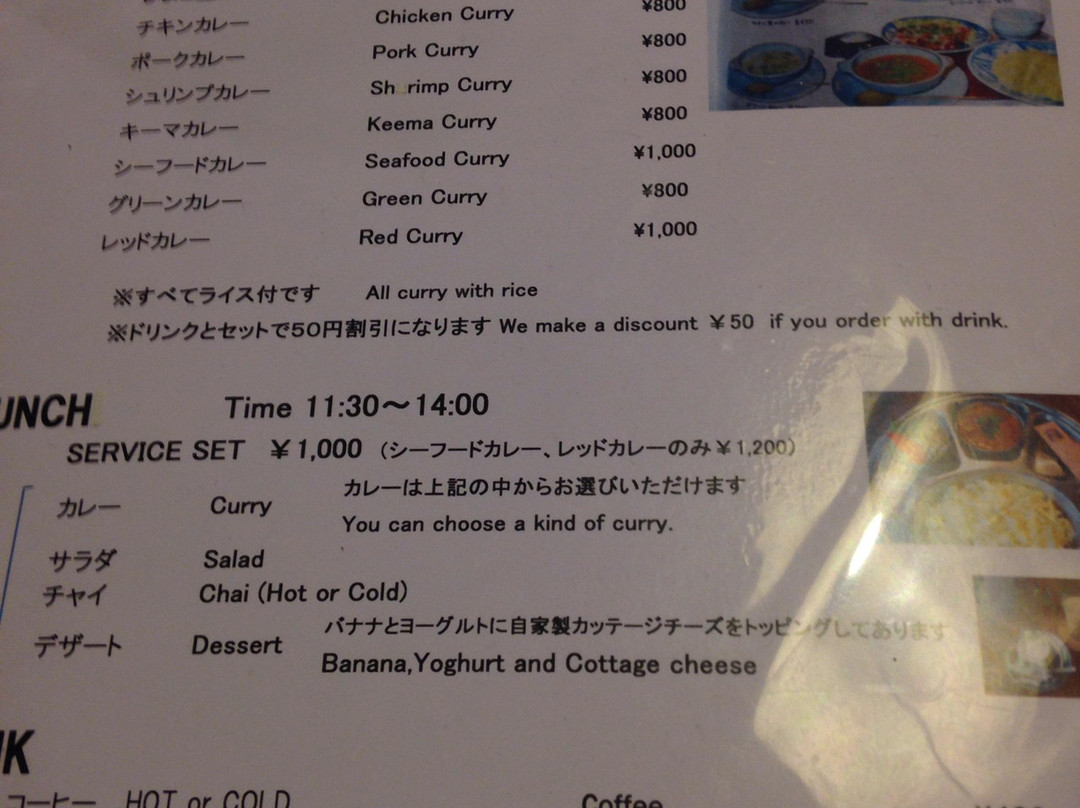 ¥800
チキンカレー Chicken Curry ¥800
ポークカレー Pork Curry ¥800
シュリンプカレー Sh rimp Curry ¥800
キーマカレー Keema Curry
シーフードカレー Seafood Curry ¥1,000
グリーンカレー Green Curry ¥800
レッドカレー Red Curry ¥1,000
※すべてライス付です All curry with rice
※ドリンクとセットで50円割引になります We make a discount ¥50 if you order with drink.
UNCH Time 11:30～14:00
SERVICE SET ¥1,000 (シーフードカレー、レッドカレーのみ¥1,200)
カレー Curry カレーは上記の中からお選びいただけます
You can choose a kind of curry.
サラダ Salad
チャイ Chai (Hot or Cold)
デザート Dessert バナナとヨーグルトに自家製カッテージチーズをトッピングしてあります
Banana,Yoghurt and Cottage cheese
NK
コーヒー HOT or COLD Coffee